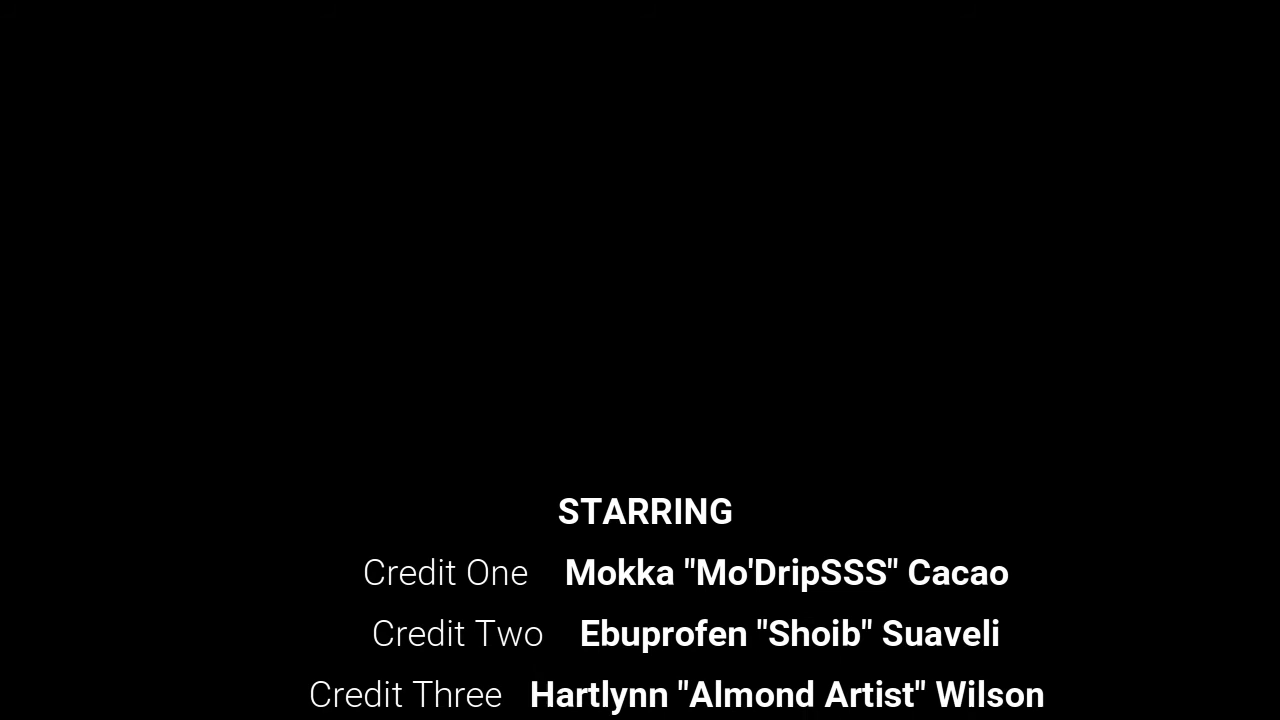 STARRING
Credit One Mokka "Mo'DripSSS" Cacao
Credit Two Ebuprofen "Shoib" Suaveli
Credit Three Hartlynn "Almond Artist" Wilson